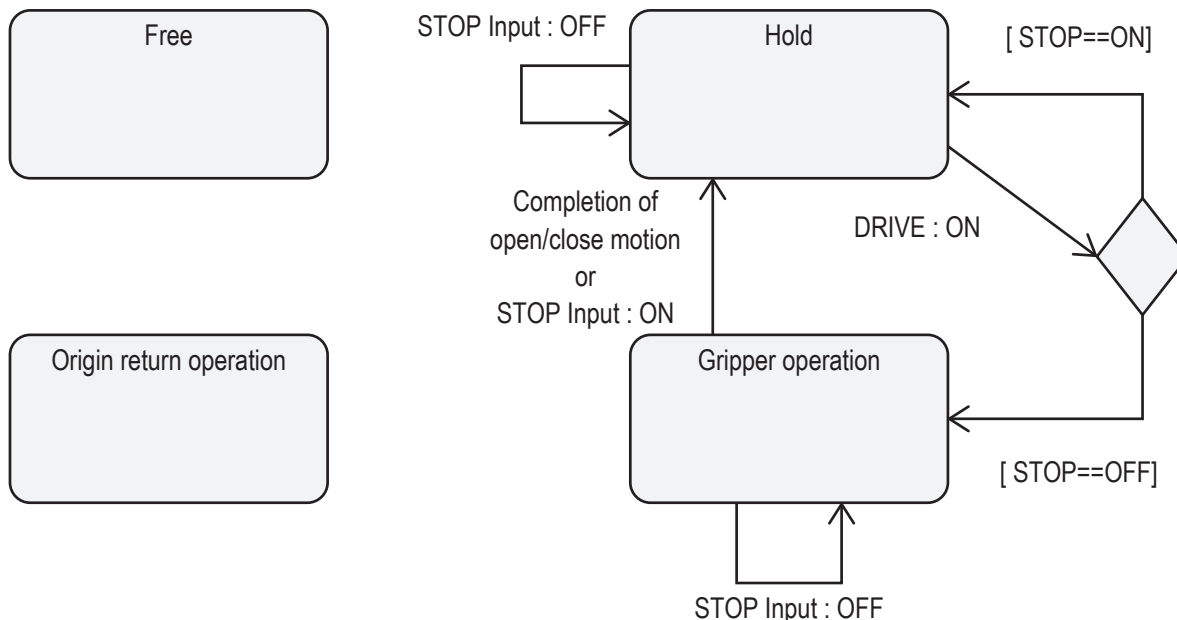 Free
STOP Input : OFF
Hold
[ STOP==ON]
Completion of
open/close motion
or
STOP Input : ON
DRIVE : ON
Origin return operation
Gripper operation
[ STOP==OFF]
STOP Input : OFF